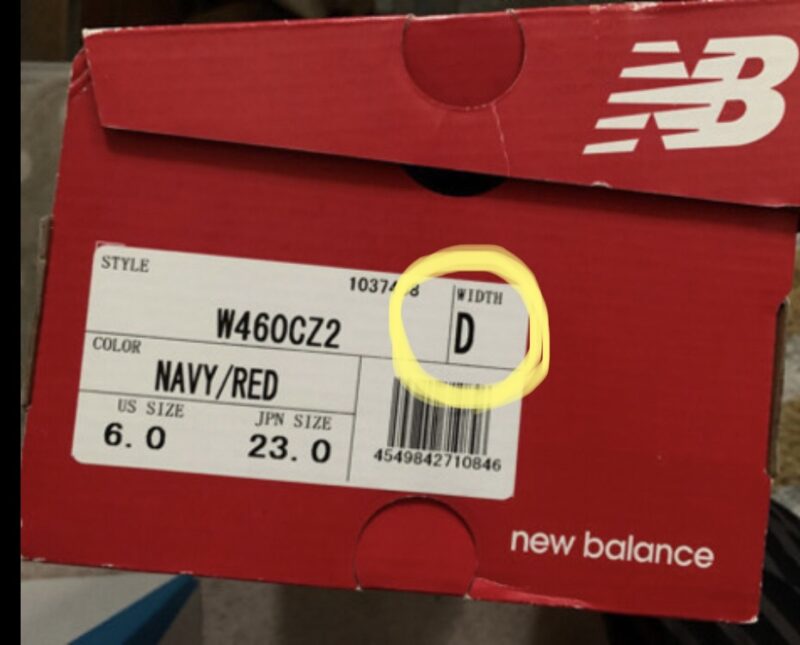 NB
STYLE
WIDTH
W460CZ2
D
COLOR
NAVY/RED
US SIZE
JPN SIZE
6.0
23.0
4549842710846
new balance